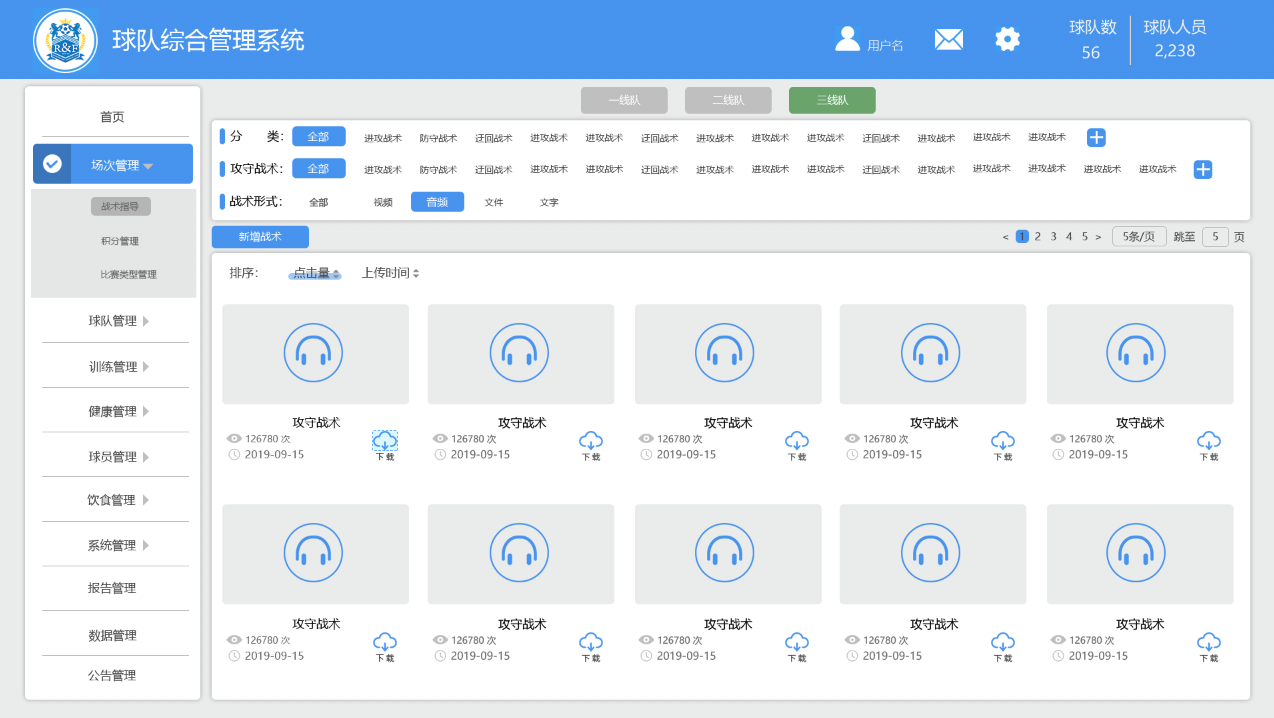 R&E
球队综合管理系统
用户名
球队数
56
球队人员
2,238
首页
场次管理
战术指导
积分管理
比赛类型管理
球队管理
训练管理
健康管理
球员管理
饮食管理
系统管理
报告管理
数据管理
公告管理
一线队 二线队 三线队
分 类: 全部 进攻战术 防守战术 迂回战术 进攻战术 进攻战术 迂回战术 进攻战术 进攻战术 进攻战术 迂回战术 进攻战术 进攻战术 进攻战术
攻守战术: 全部 进攻战术 防守战术 迂回战术 进攻战术 进攻战术 迂回战术 进攻战术 进攻战术 进攻战术 迂回战术 进攻战术 进攻战术 进攻战术 进攻战术 进攻战术
战术形式: 全部 视频 音频 文件 文字
新增战术
< 1 2 3 4 5 > 5条/页 跳至 5 页
排序: 点击量 上传时间
攻守战术 攻守战术 攻守战术 攻守战术 攻守战术
126780 次 126780 次 126780 次 126780 次 126780 次
2019-09-15 下载 2019-09-15 下载 2019-09-15 下载 2019-09-15 下载 2019-09-15 下载
攻守战术 攻守战术 攻守战术 攻守战术 攻守战术
126780 次 126780 次 126780 次 126780 次 126780 次
2019-09-15 下载 2019-09-15 下载 2019-09-15 下载 2019-09-15 下载 2019-09-15 下载